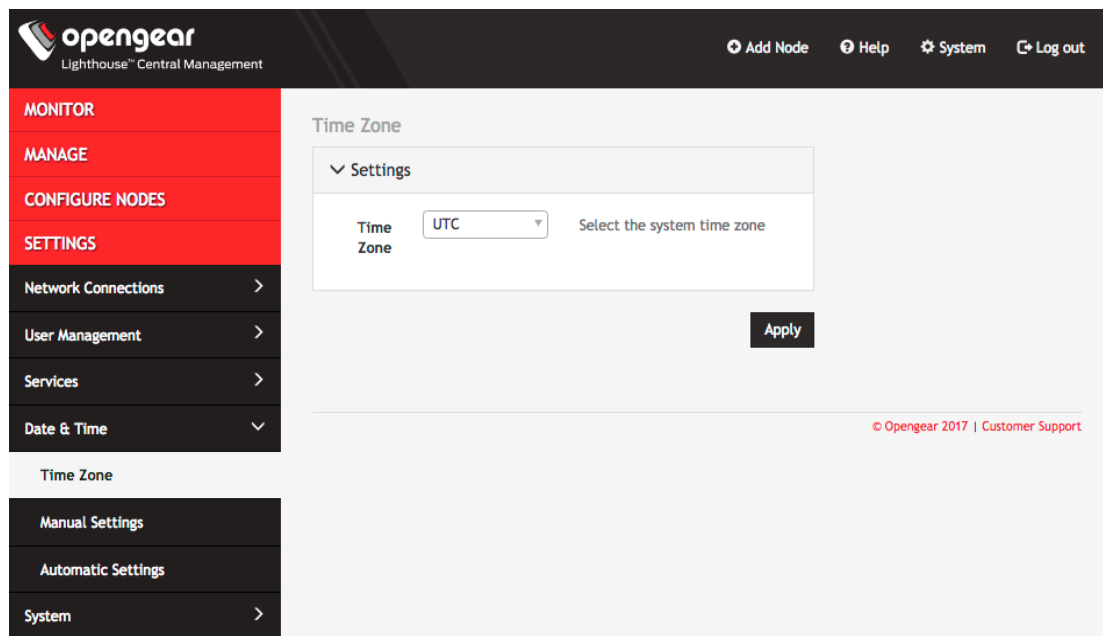 opengear
Lighthouse™ Central Management
Add Node
Help
System
Log out
MONITOR
MANAGE
CONFIGURE NODES
SETTINGS
Network Connections
User Management
Services
Date & Time
Time Zone
Manual Settings
Automatic Settings
System
Time Zone
Settings
Time
Zone
UTC
Select the system time zone
Apply
© Opengear 2017 | Customer Support